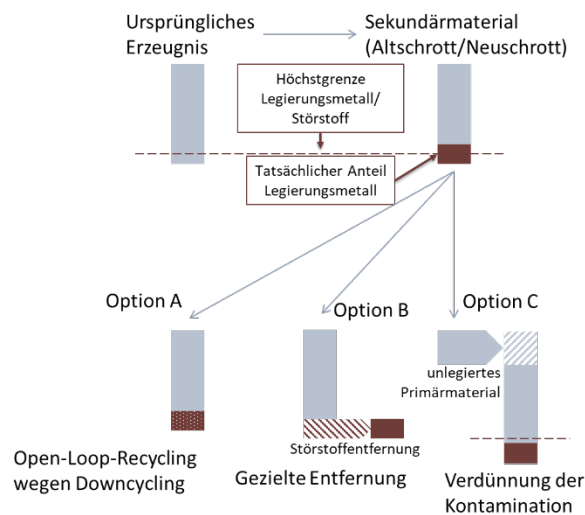 Ursprüngliches
Erzeugnis
Sekundärmaterial
(Altschrott/Neuschrott)
Höchstgrenze
Legierungsmetall/
Störstoff
Tatsächlicher Anteil
Legierungsmetall
Option A
Option B
Option C
unlegiertes
Primärmaterial
Störstoffentfernung
Open-Loop-Recycling
wegen Downcycling
Gezielte Entfernung
Verdünnung der
Kontamination